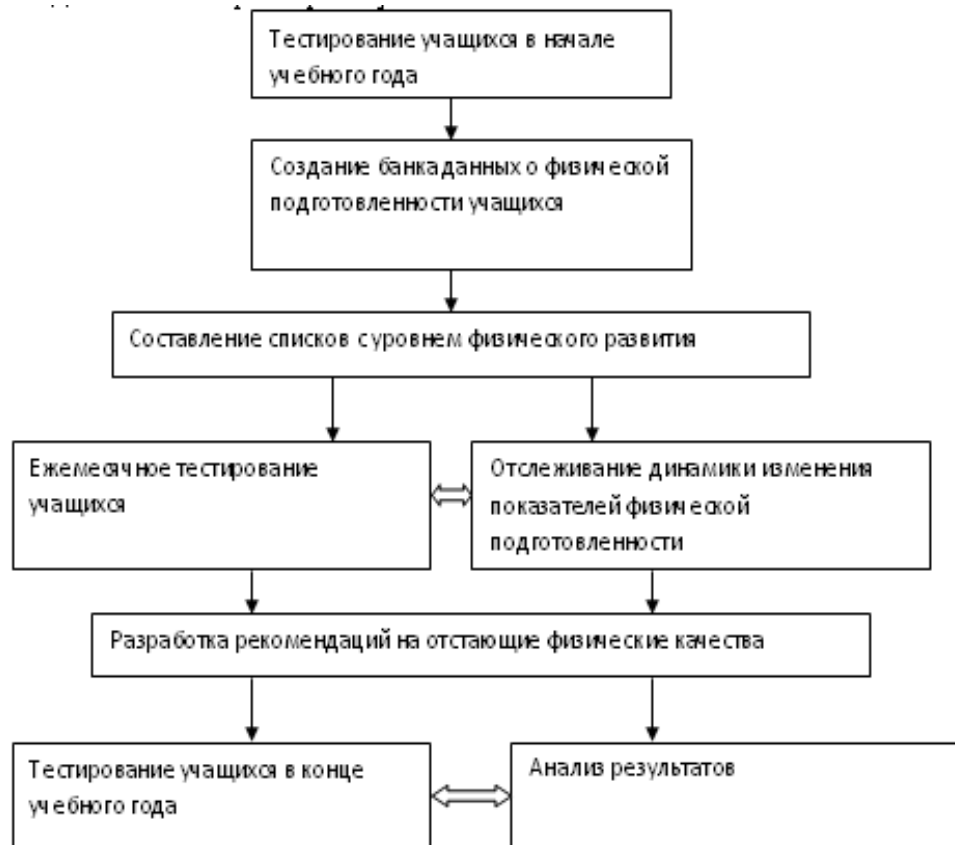 Тестирование учащихся в начале
учебного года
Создание банка данных о физической
подготовленности учащихся
Составление списков с уровнем физического развития
Ежемесячное тестирование
учащихся
Отслеживание динамики изменения
показателей физической
подготовленности
Разработка рекомендаций на отстающие физические качества
Тестирование учащихся в конце
учебного года
Анализ результатов